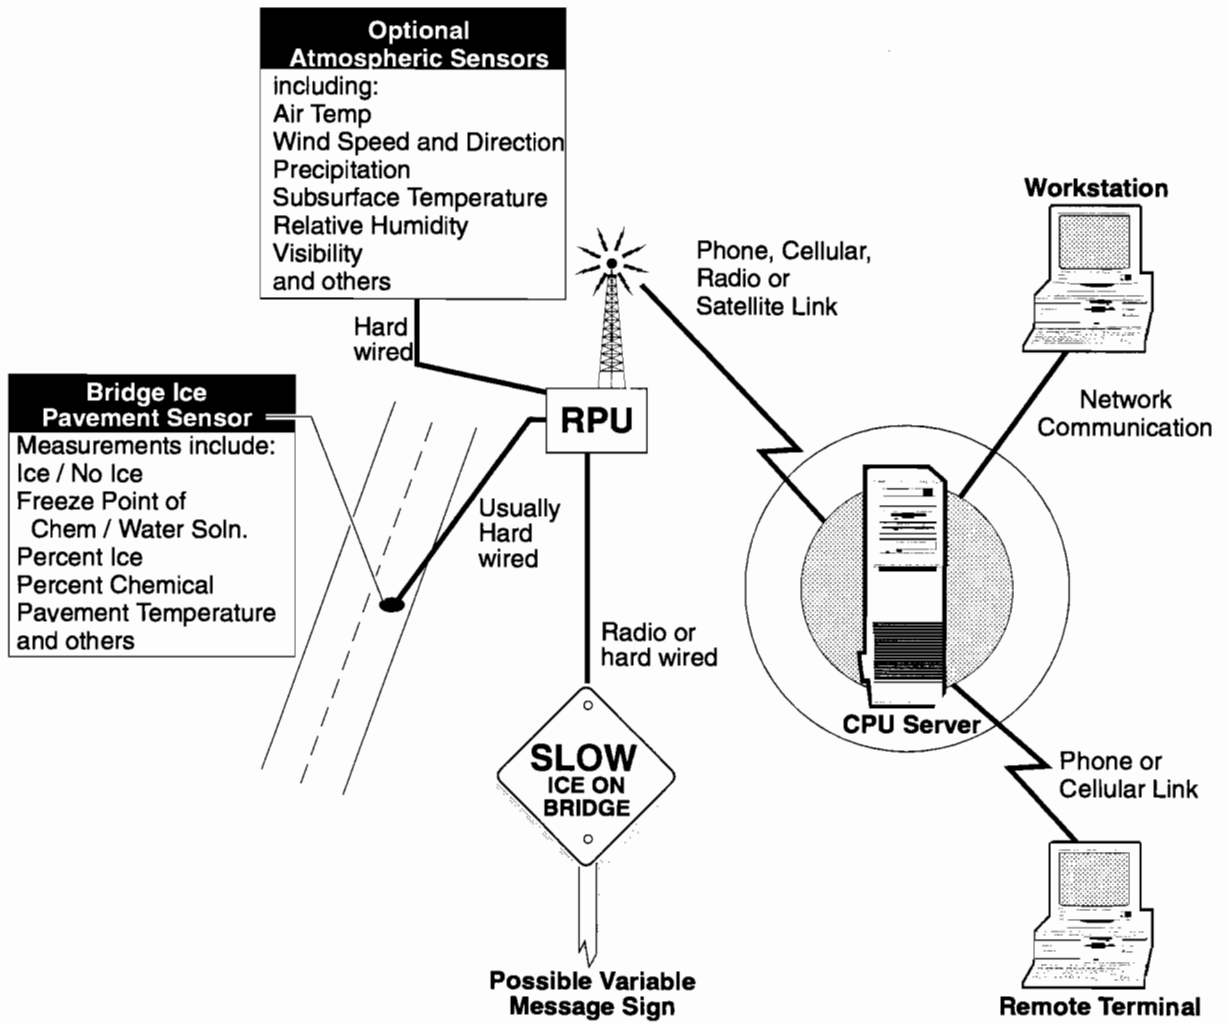 Optional
Atmospheric Sensors
including:
Air Temp
Wind Speed and Direction
Precipitation
Subsurface Temperature
Relative Humidity
Visibility
and others
Hard
wired
Bridge Ice
Pavement Sensor
Measurements include:
Ice / No Ice
Freeze Point of
Chem / Water Soln.
Percent Ice
Percent Chemical
Pavement Temperature
and others
RPU
Usually
Hard
wired
Phone, Cellular,
Radio or
Satellite Link
Workstation
Network
Communication
CPU Server
Radio or
hard wired
SLOW
ICE ON
BRIDGE
Possible Variable
Message Sign
Phone or
Cellular Link
Remote Terminal